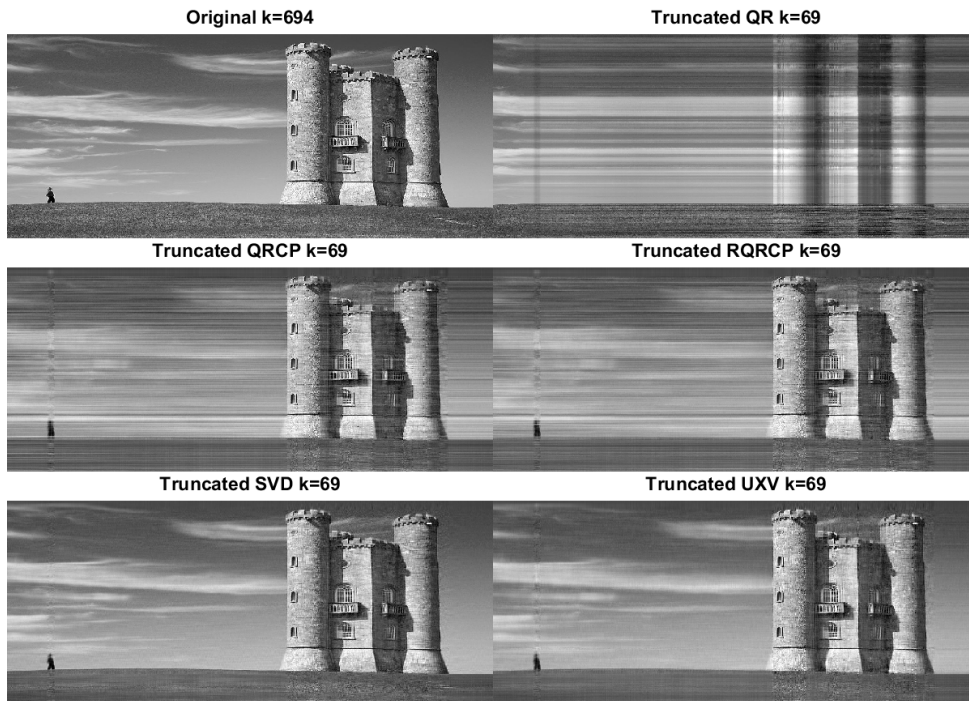 Original k=694
Truncated QR k=69
Truncated QRCP k=69
Truncated RQRCP k=69
Truncated SVD k=69
Truncated UXV k=69